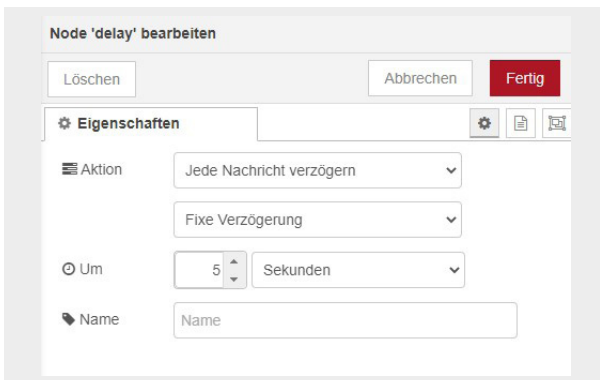 Node 'delay' bearbeiten
Löschen Abbrechen Fertig
Eigenschaften
Aktion Jede Nachricht verzögern
Fixe Verzögerung
Um 5 Sekunden
Name Name